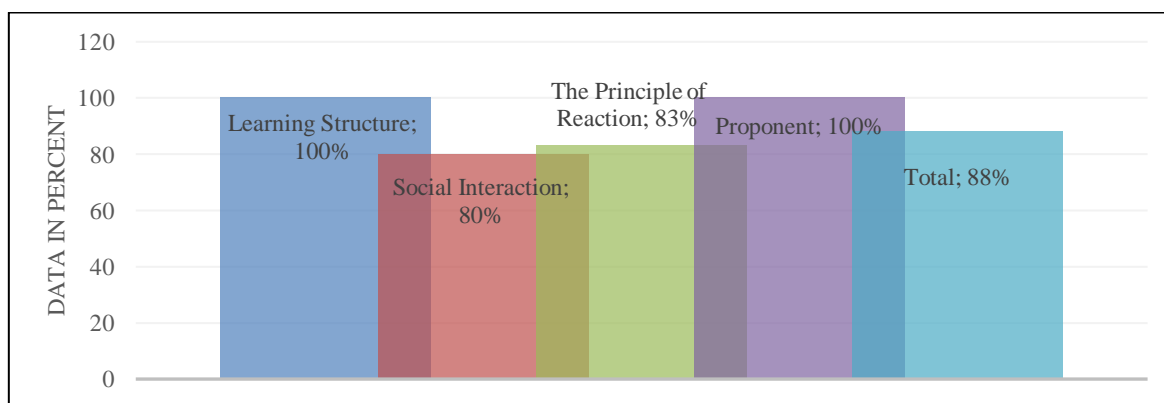 DATA IN PERCENT
120
100
80
60
40
20
0
Learning Structure;
100%
Social Interaction;
80%
The Principle of
Reaction; 83%
Proponent; 100%
Total; 88%